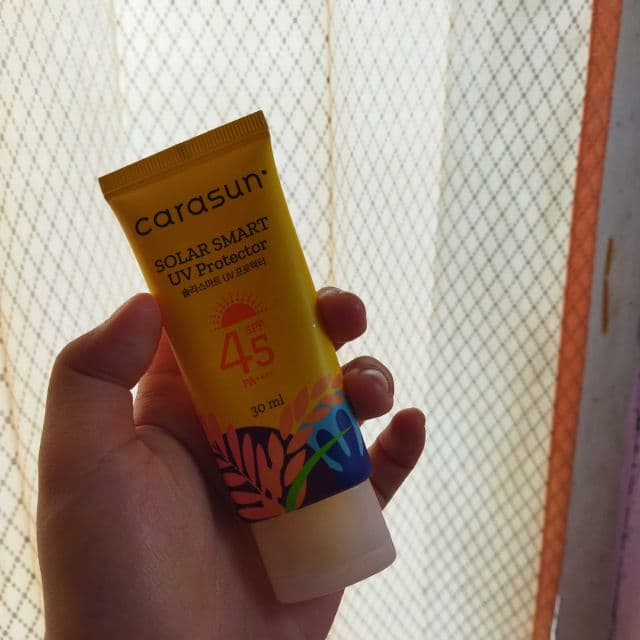 carasun
SOLAR SMART
UV Protector
솔라스마트 UV 프로텍터
SPF
45
PA++++
30 ml